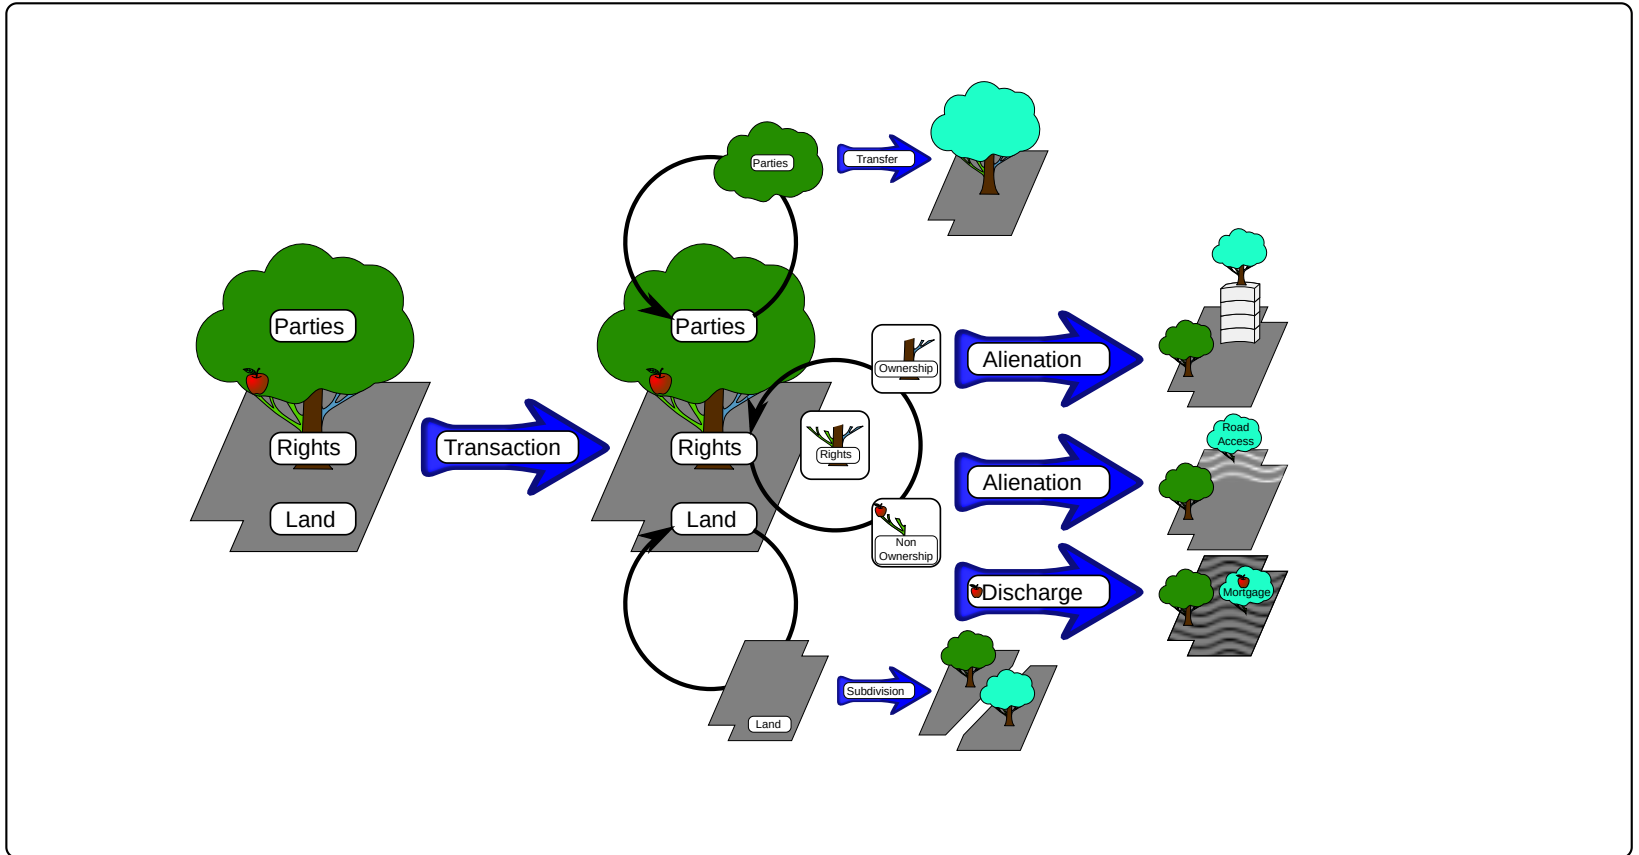 Parties
Rights
Land
Transaction
Parties
Transfer
Parties
Rights
Land
Ownership
Rights
Non
Ownership
Alienation
Alienation
Road
Access
Discharge
Mortgage
Land
Subdivision